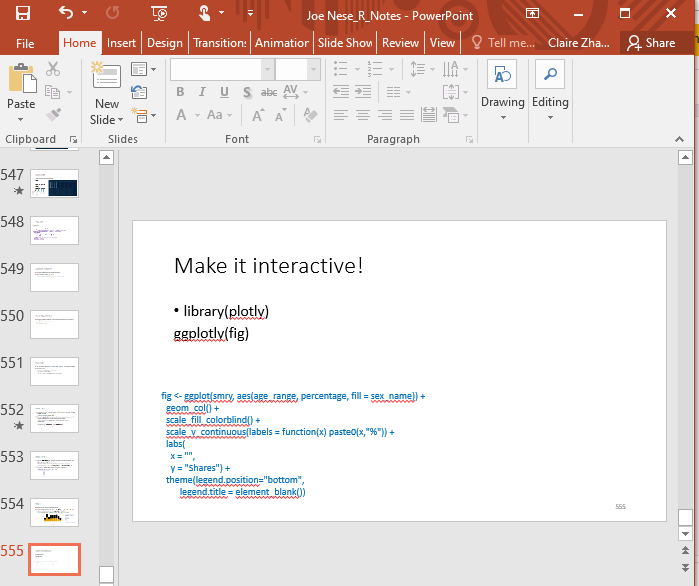 Joe Nese_R_Notes - PowerPoint
File Home Insert Design Transition: Animation Slide Show Review View Tell me... Claire Zha... Share
Paste
New
Slide
Drawing
Editing
B I U S abc AV
A Aa A A
Clipboard Slides Font Paragraph
547
548
549
550
551
552
553
554
555
Make it interactive!
• library(plotly)
ggplotly(fig)
fig <- ggplot(smry, aes(age_range, percentage, fill = sex_name)) +
geom_col() +
scale_fill_colorblind() +
scale_y_continuous(labels = function(x) paste0(x,"%")) +
labs(
x = "",
y = "Shares") +
theme(legend.position="bottom",
legend.title = element_blank())
555